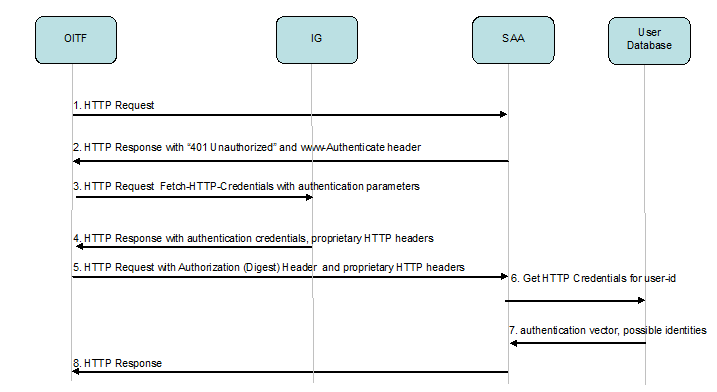 OITF
IG
SAA
User
Database
1. HTTP Request
2. HTTP Response with “401 Unauthorized” and www-Authenticate header
3. HTTP Request Fetch-HTTP-Credentials with authentication parameters
4. HTTP Response with authentication credentials, proprietary HTTP headers
5. HTTP Request with Authorization (Digest) Header and proprietary HTTP headers
6. Get HTTP Credentials for user-id
7. authentication vector, possible identities
8. HTTP Response